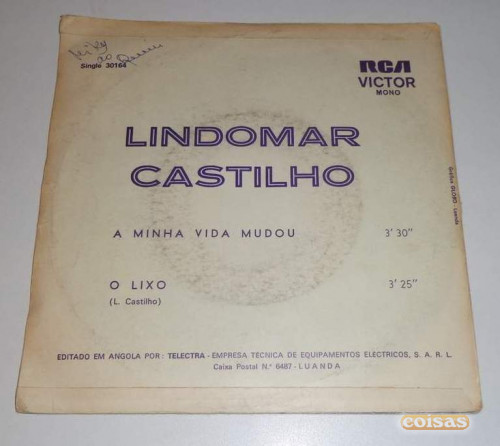 Single 30164
RCA
VICTOR
MONO
LINDOMAR
CASTILHO
A MINHA VIDA MUDOU 3' 30"
O LIXO 3' 25"
(L. Castilho)
EDITADO EM ANGOLA POR: TELECTRA - EMPRESA TECNICA DE EQUIPAMENTOS ELECTRICOS, S. A. R. L.
Caixa Postal N.º 6487 - LUANDA
coisas